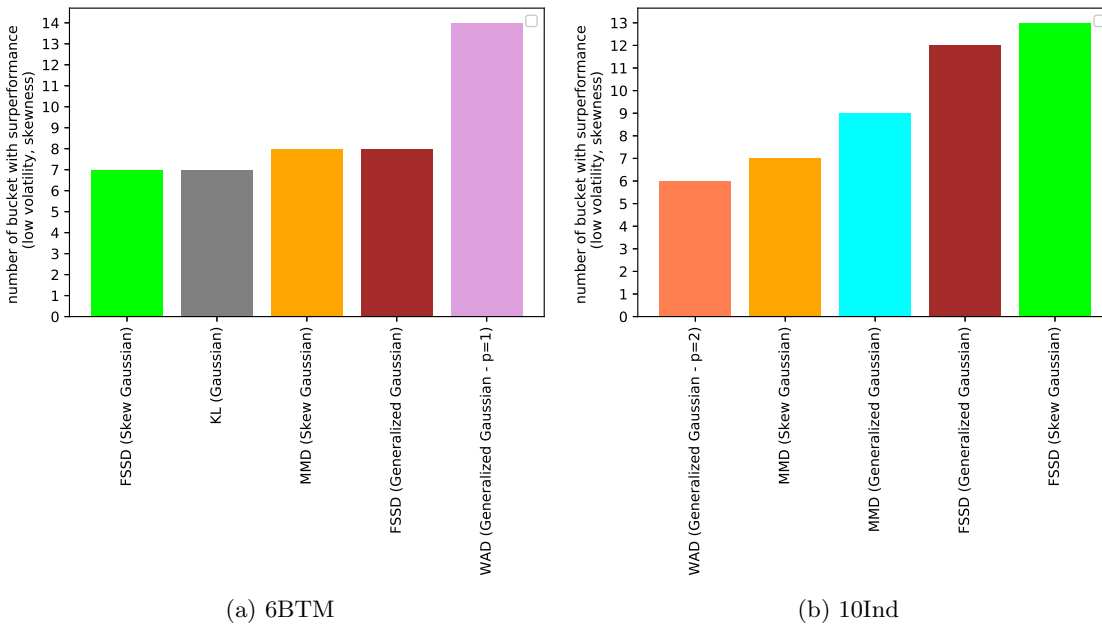 number of bucket with surperformance
(low volatility, skewness)
14
13
12
11
10
9
8
7
6
5
4
3
2
1
0
FSSD (Skew Gaussian)
KL (Gaussian)
MMD (Skew Gaussian)
FSSD (Generalized Gaussian)
WAD (Generalized Gaussian - p=1)
(a) 6BTM
number of bucket with surperformance
(low volatility, skewness)
13
12
11
10
9
8
7
6
5
4
3
2
1
0
WAD (Generalized Gaussian - p=2)
MMD (Skew Gaussian)
MMD (Generalized Gaussian)
FSSD (Generalized Gaussian)
FSSD (Skew Gaussian)
(b) 10Ind